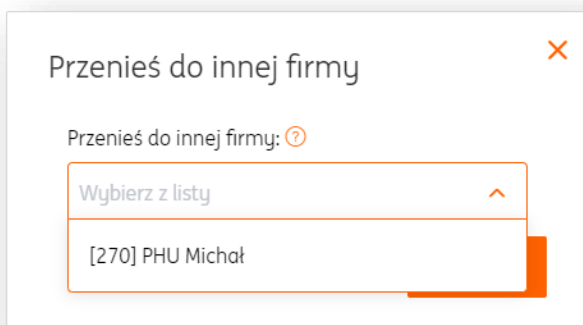 Przenieś do innej firmy
Przenieś do innej firmy: ?
Wybierz z listy
[270] PHU Michał